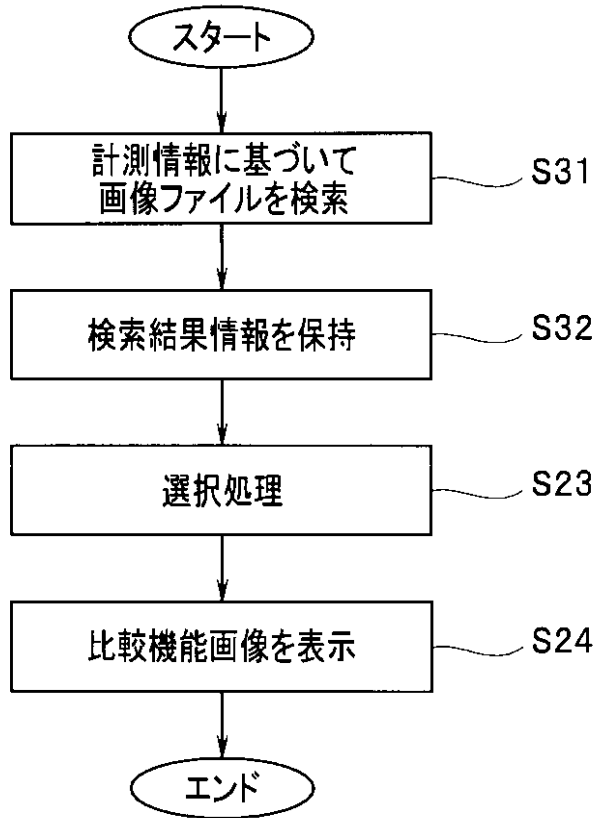 スタート
計測情報に基づいて
画像ファイルを検索
S31
検索結果情報を保持
S32
選択処理
S23
比較機能画像を表示
S24
エンド